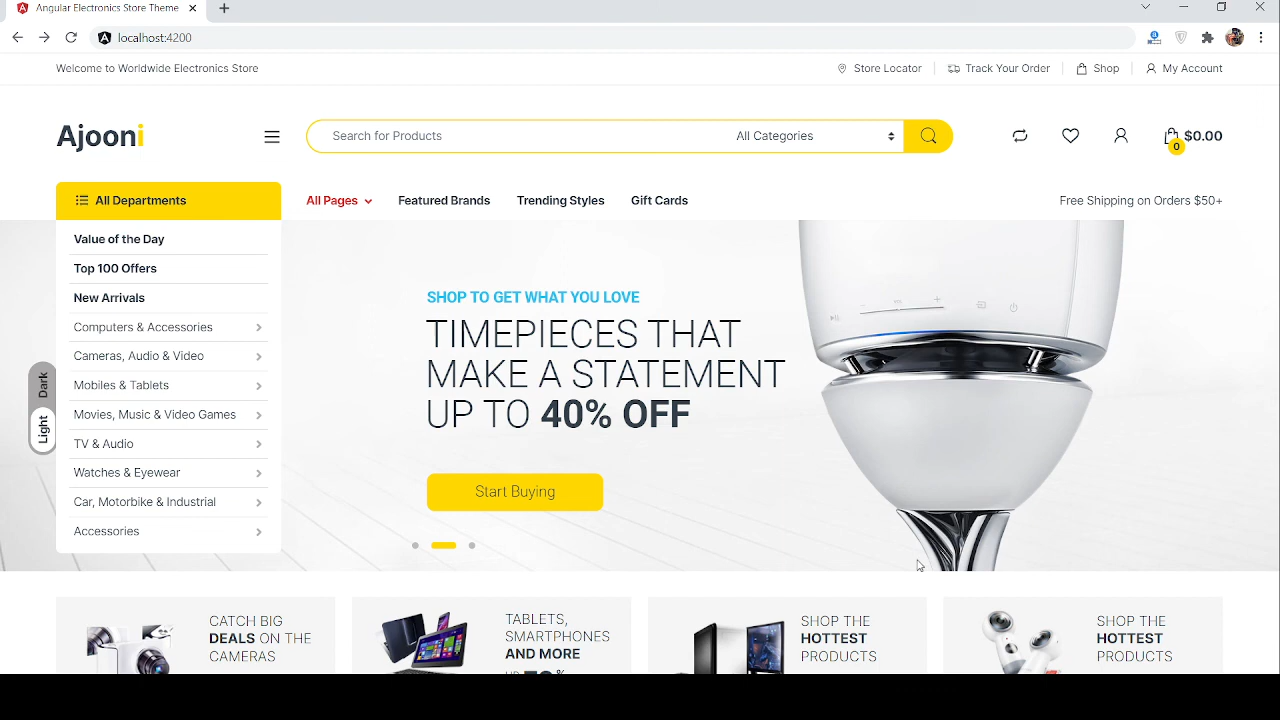 Angular Electronics Store Theme
localhost:4200
Welcome to Worldwide Electronics Store
Store Locator
Track Your Order
Shop
My Account
Ajooni
Search for Products
All Categories
0
$0.00
All Departments
All Pages
Featured Brands
Trending Styles
Gift Cards
Free Shipping on Orders $50+
Value of the Day
Top 100 Offers
New Arrivals
Computers & Accessories
Cameras, Audio & Video
Mobiles & Tablets
Movies, Music & Video Games
TV & Audio
Watches & Eyewear
Car, Motorbike & Industrial
Accessories
Dark
Light
SHOP TO GET WHAT YOU LOVE
TIMEPIECES THAT
MAKE A STATEMENT
UP TO 40% OFF
Start Buying
CATCH BIG
DEALS ON THE
CAMERAS
TABLETS,
SMARTPHONES
AND MORE
SHOP THE
HOTTEST
PRODUCTS
SHOP THE
HOTTEST
PRODUCTS